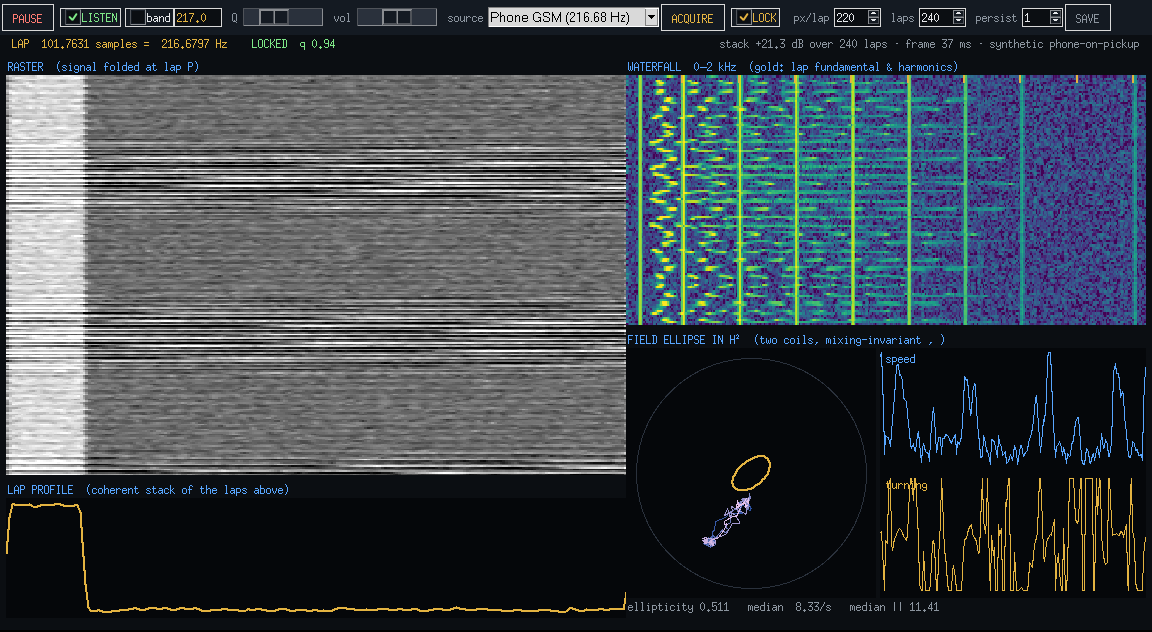 PAUSE LISTEN band 217.0 Q vol source Phone GSM (216.68 Hz) ACQUIRE LOCK px/lap 220 laps 240 persist 1 SAVE
LAP 101.7631 samples = 216.6797 Hz LOCKED q 0.94 stack +21.3 dB over 240 laps · frame 37 ms · synthetic phone-on-pickup
RASTER (signal folded at lap P)
WATERFALL 0—2 kHz (gold: lap fundamental & harmonics)
FIELD ELLIPSE IN H² (two coils, mixing-invariant , )
speed
turning
LAP PROFILE (coherent stack of the laps above)
ellipticity 0.511 median 8.33/s median || 11.41